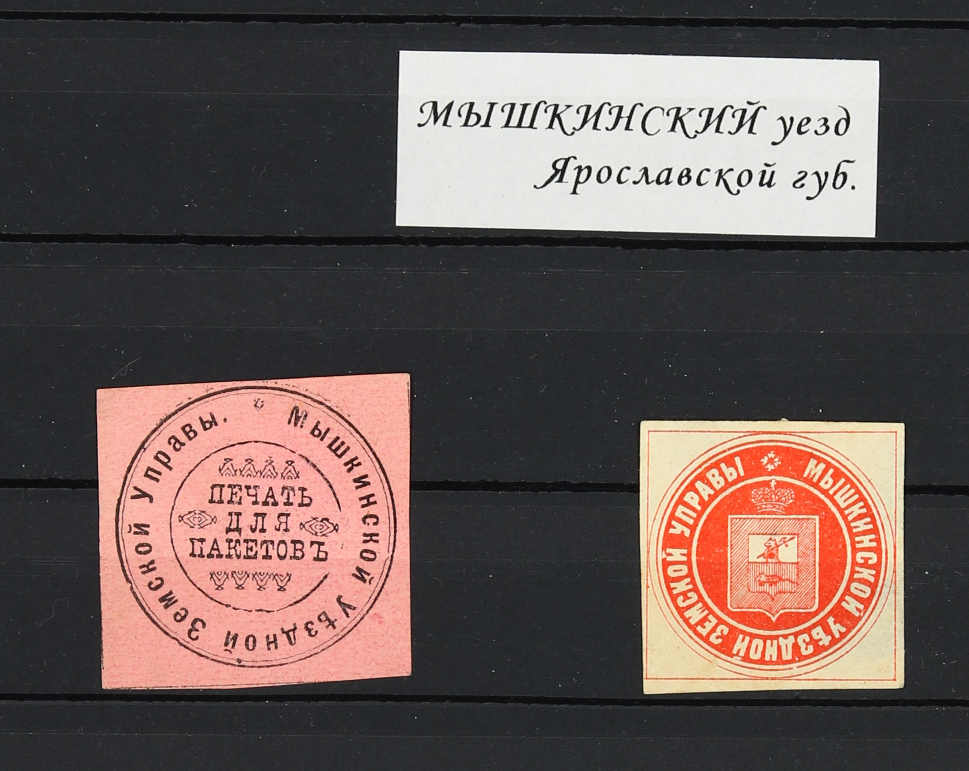 МЫШКИНСКИЙ уезд
Ярославской губ.
Мышкинской Уѣздной Земской Управы.
ПЕЧАТЬ
ДЛЯ
ПАКЕТОВЪ
МЫШКИНСКОЙ УѢЗДНОЙ ЗЕМСКОЙ УПРАВЫ